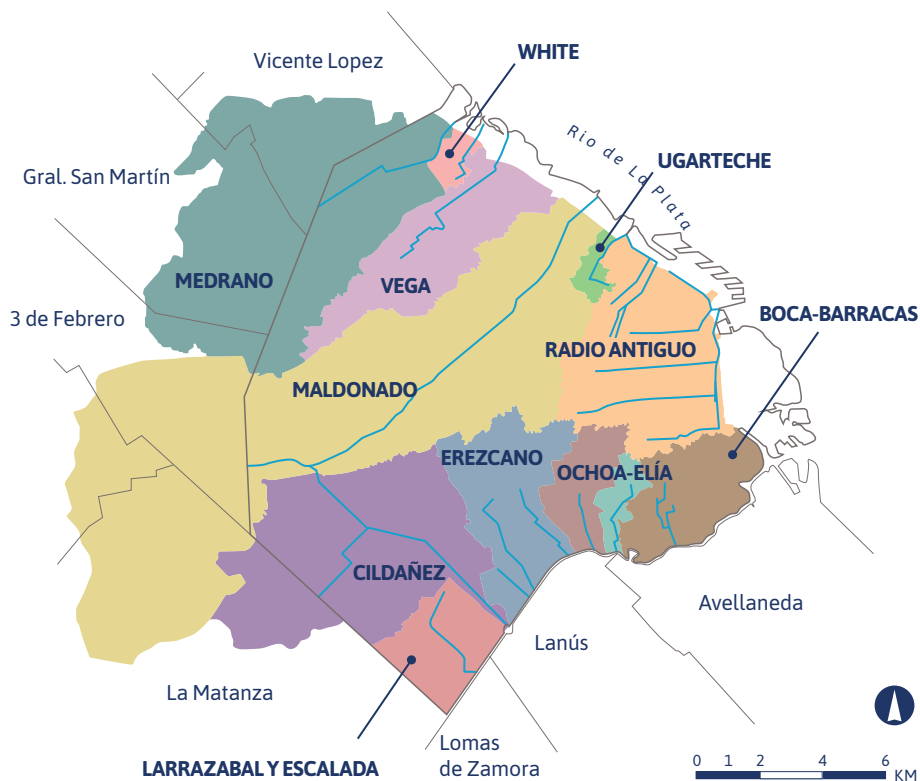 WHITE
Vicente Lopez
Rio de La Plata
UGARTECHE
Gral. San Martín
MEDRANO
VEGA
3 de Febrero
BOCA-BARRACAS
RADIO ANTIGUO
MALDONADO
EREZCANO
OCHOA-ELÍA
CILDAÑEZ
Avellaneda
Lanús
La Matanza
Lomas
de Zamora
LARRAZABAL Y ESCALADA
0 1 2 4 6
KM